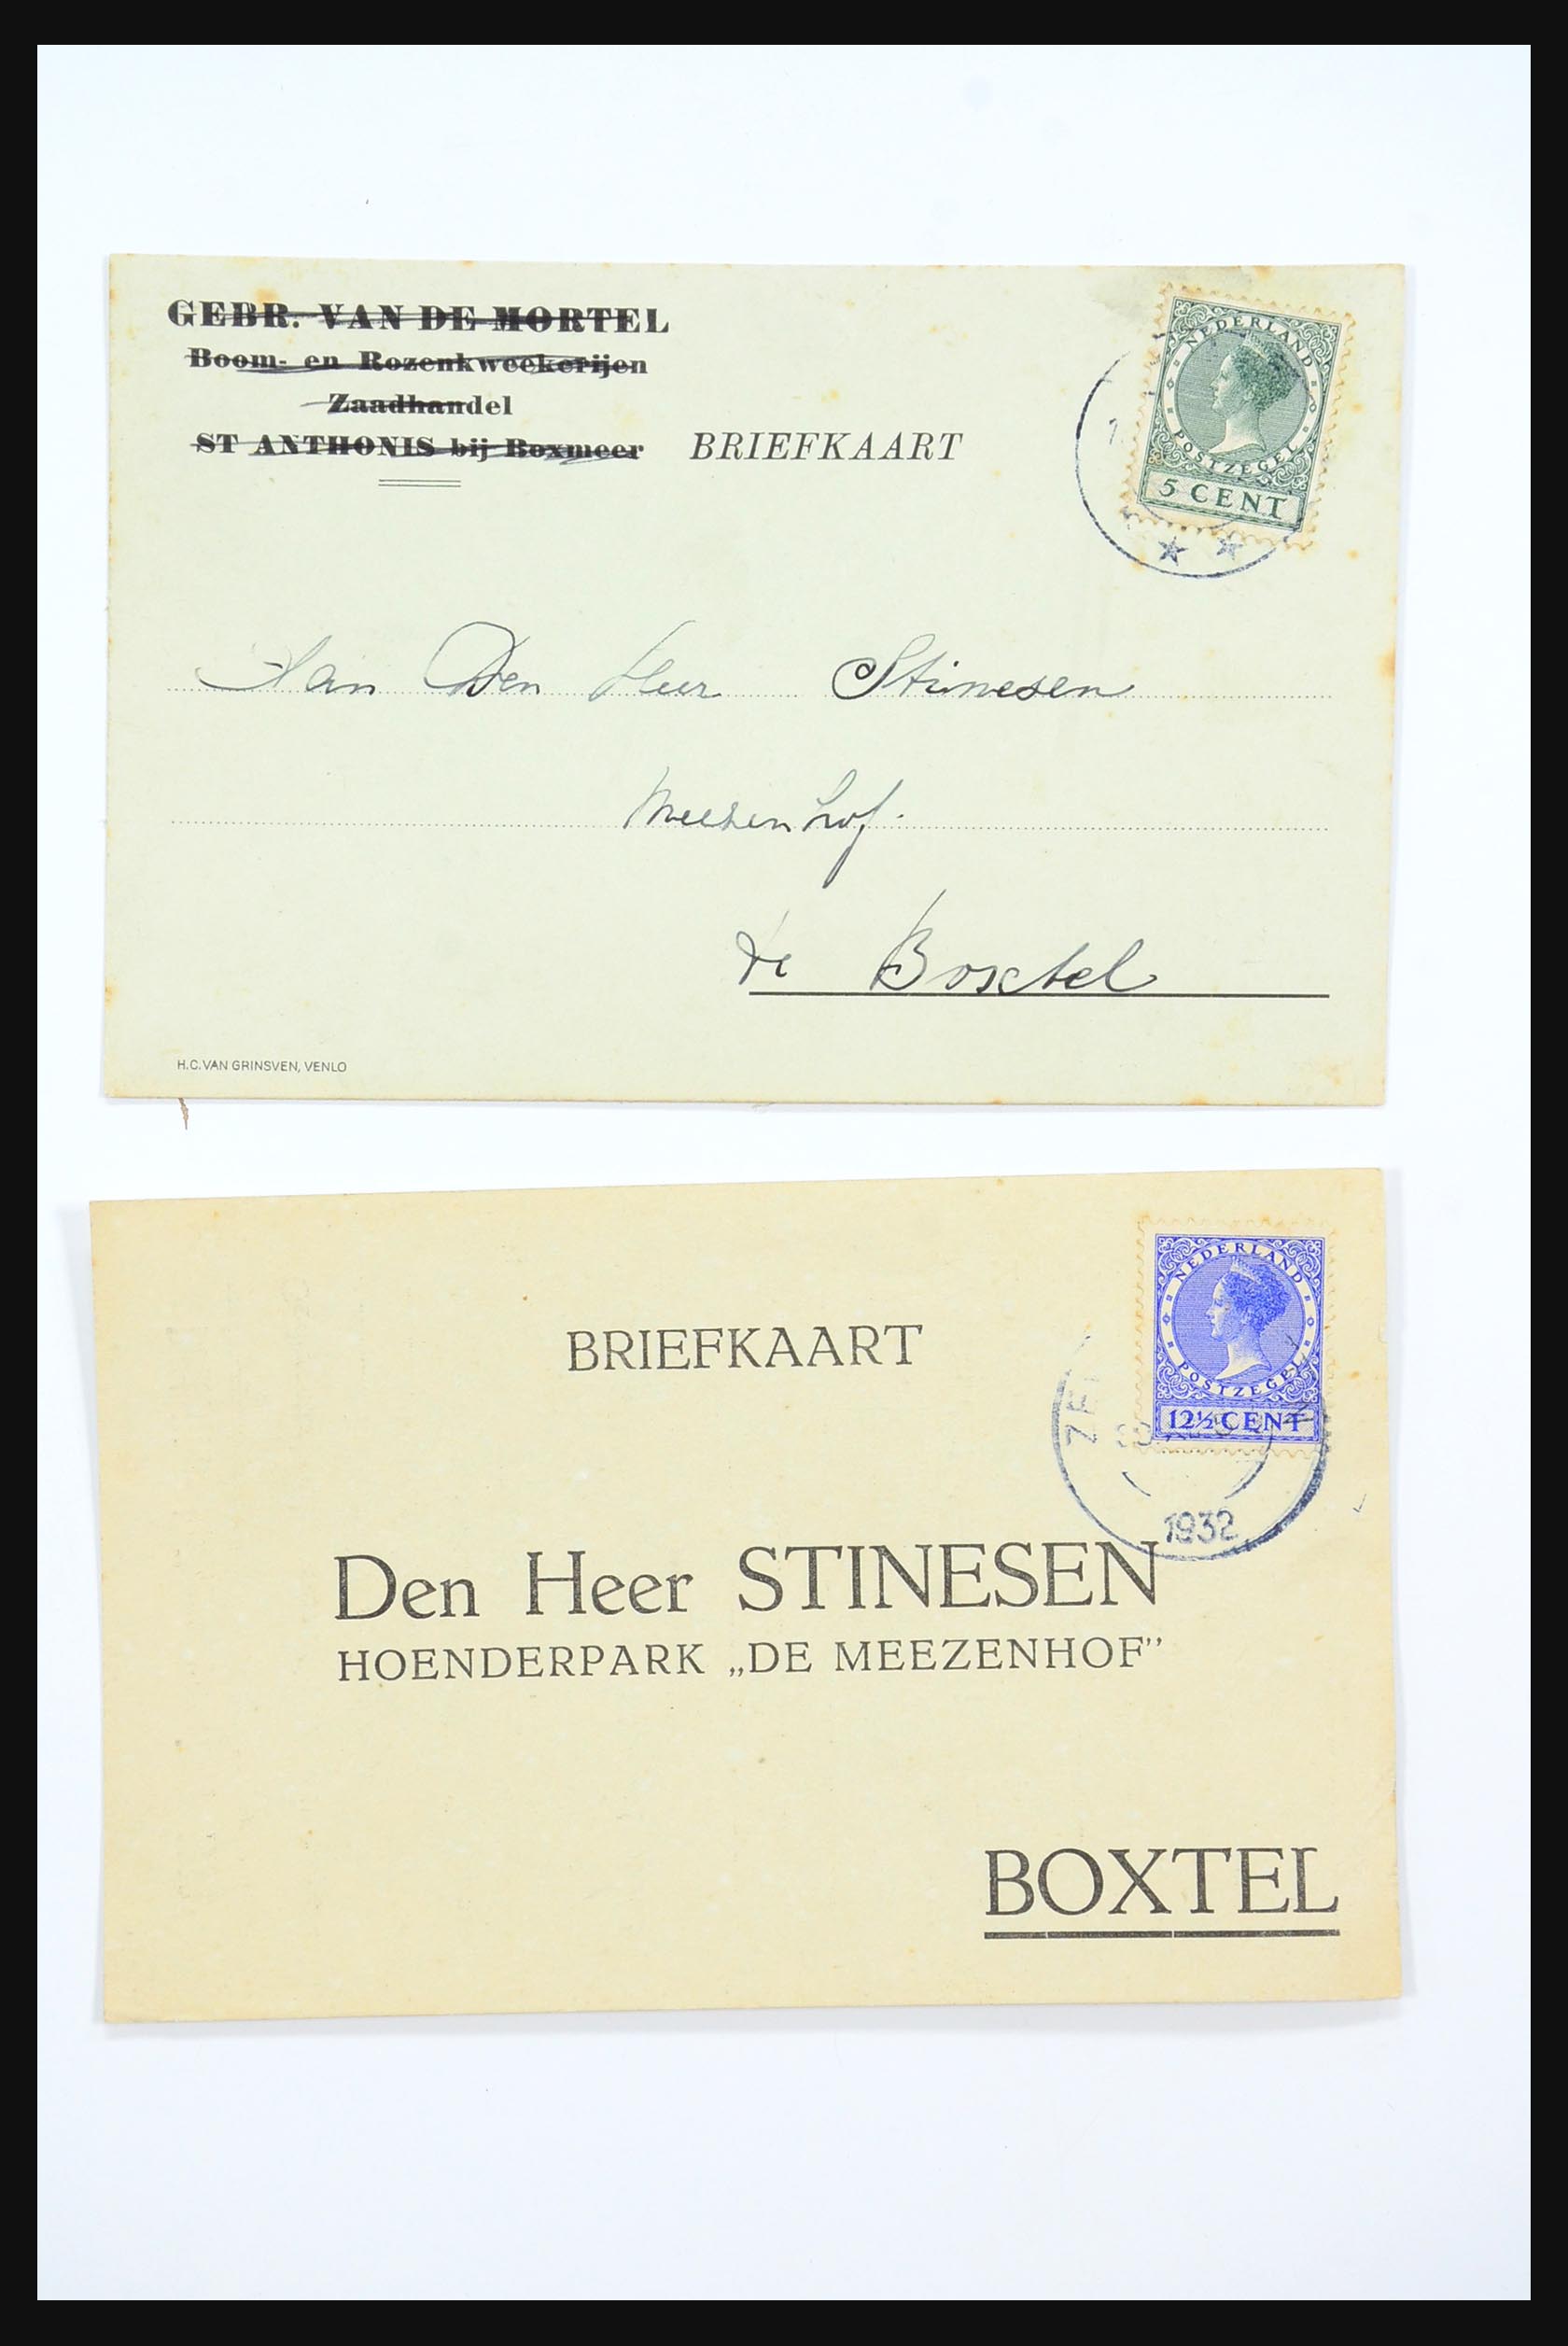 GEBR. VAN DE MORTEL
Boom- en Rozenkweekerijen
Zaadhandel
ST ANTHONIS bij Boxmeer BRIEFKAART
NEDERLAND
POSTZEGEL
5 CENT
Aan Den Heer Stinesen
Meezenhof.
te Boxtel
H.C. VAN GRINSVEN, VENLO
NEDERLAND
POSTZEGEL
12½ CENT
BRIEFKAART
1932
Den Heer STINESEN
HOENDERPARK „DE MEEZENHOF”
BOXTEL